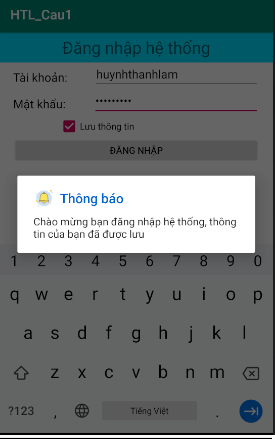 HTL_Cau1
Đăng nhập hệ thống
Tài khoản: huynhthanhlam
Mật khẩu: •••••••••
Lưu thông tin
ĐĂNG NHẬP
Thông báo
Chào mừng bạn đăng nhập hệ thống, thông
tin của bạn đã được lưu
1 2 3 4 5 6 7 8 9 0
q w e r t y u i o p
a s d f g h j k l
z x c v b n m
?123 , Tiếng Việt .